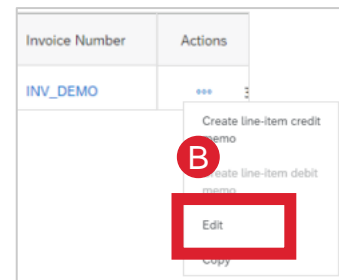 Invoice Number Actions
INV_DEMO
Create line-item credit
memo
B
Create line-item debit
memo
Edit
Copy